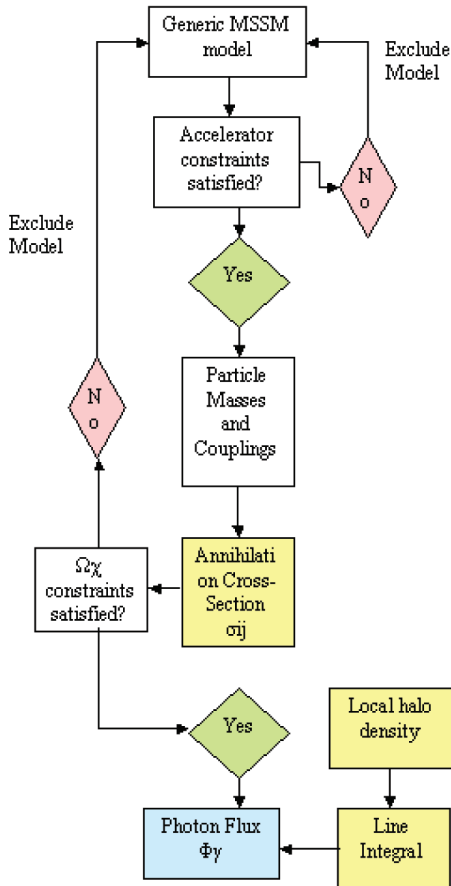 Generic MSSM
model
Exclude
Model
Accelerator
constraints
satisfied?
N
o
Exclude
Model
Yes
Particle
Masses
and
Couplings
N
o
Ωχ
constraints
satisfied?
Annihilati
on Cross-
Section
σij
Yes
Local halo
density
Photon Flux
Φγ
Line
Integral